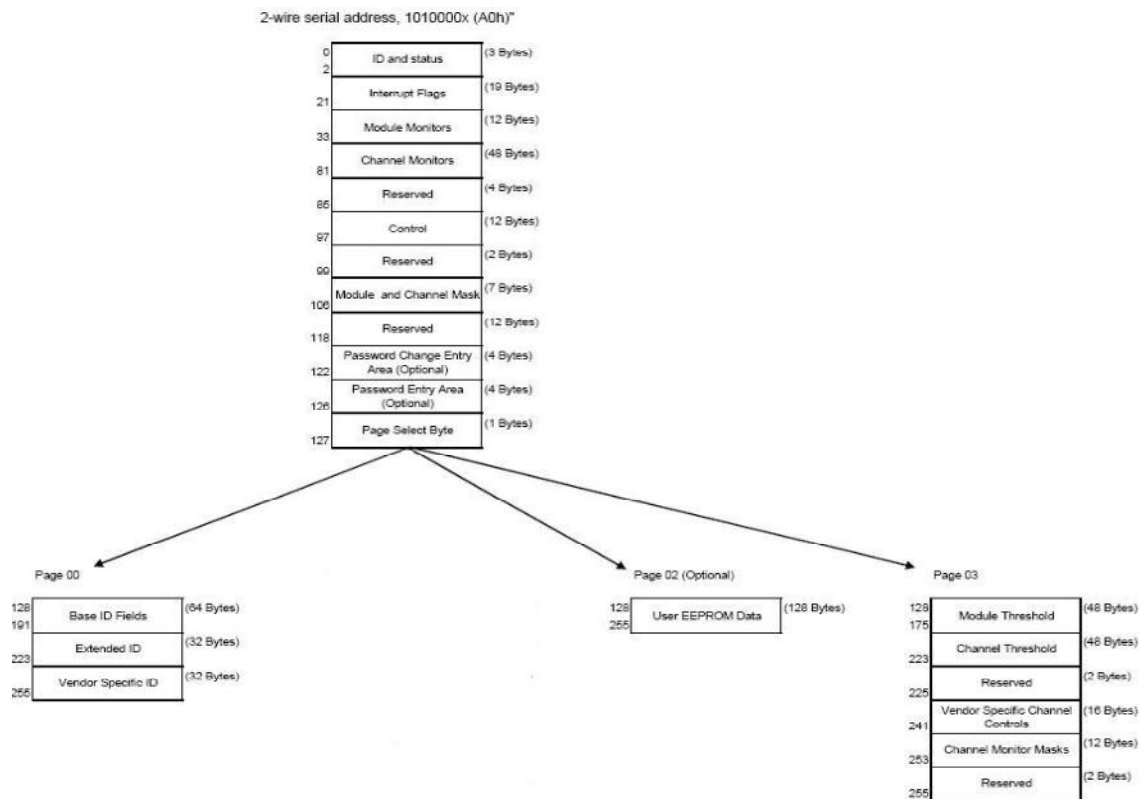 2-wire serial address, 1010000x (A0h)"
0
2
ID and status
(3 Bytes)
21
Interrupt Flags
(19 Bytes)
33
Module Monitors
(12 Bytes)
81
Channel Monitors
(48 Bytes)
85
Reserved
(4 Bytes)
97
Control
(12 Bytes)
99
Reserved
(2 Bytes)
106
Module and Channel Mask
(7 Bytes)
118
Reserved
(12 Bytes)
122
Password Change Entry
Area (Optional)
(4 Bytes)
126
Password Entry Area
(Optional)
(4 Bytes)
127
Page Select Byte
(1 Bytes)
Page 00
128
191
Base ID Fields
(64 Bytes)
223
Extended ID
(32 Bytes)
255
Vendor Specific ID
(32 Bytes)
Page 02 (Optional)
128
255
User EEPROM Data
(128 Bytes)
Page 03
128
175
Module Threshold
(48 Bytes)
223
Channel Threshold
(48 Bytes)
225
Reserved
(2 Bytes)
241
Vendor Specific Channel
Controls
(16 Bytes)
253
Channel Monitor Masks
(12 Bytes)
255
Reserved
(2 Bytes)